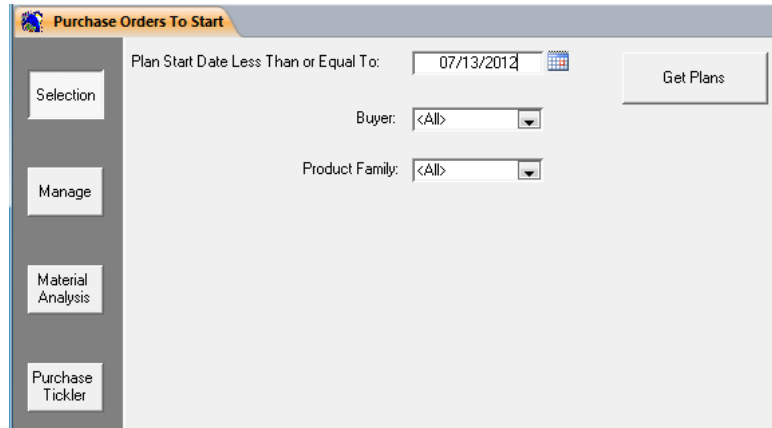 Purchase Orders To Start
Selection
Manage
Material
Analysis
Purchase
Tickler
Plan Start Date Less Than or Equal To: 07/13/2012
Buyer: <All>
Product Family: <All>
Get Plans